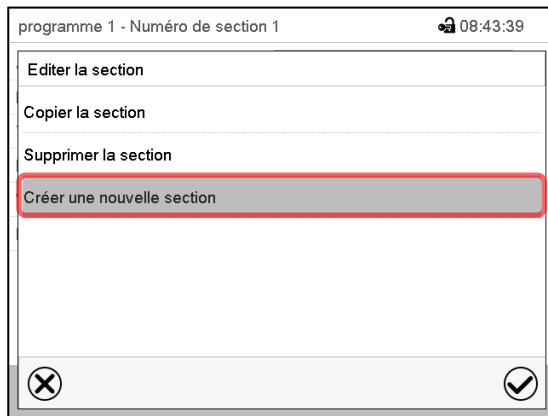 programme 1 - Numéro de section 1 08:43:39
Editer la section
Copier la section
Supprimer la section
Créer une nouvelle section